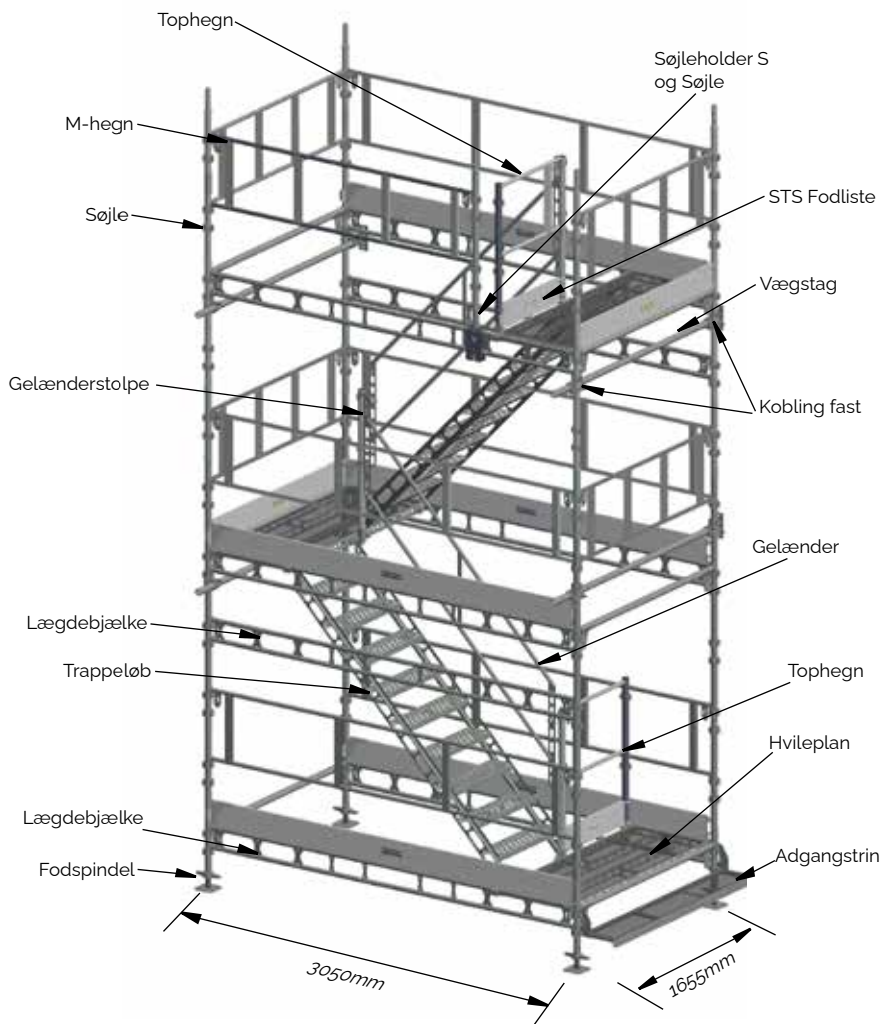 Tophegn
Søjleholder S
og Søjle
M-hegn
STS Fodliste
Søjle
Vægstag
Gelænderstolpe
Kobling fast
Gelænder
Lægdebjælke
Trappeløb
Tophegn
Hvileplan
Lægdebjælke
Adgangstrin
Fodspindel
3050mm
1655mm